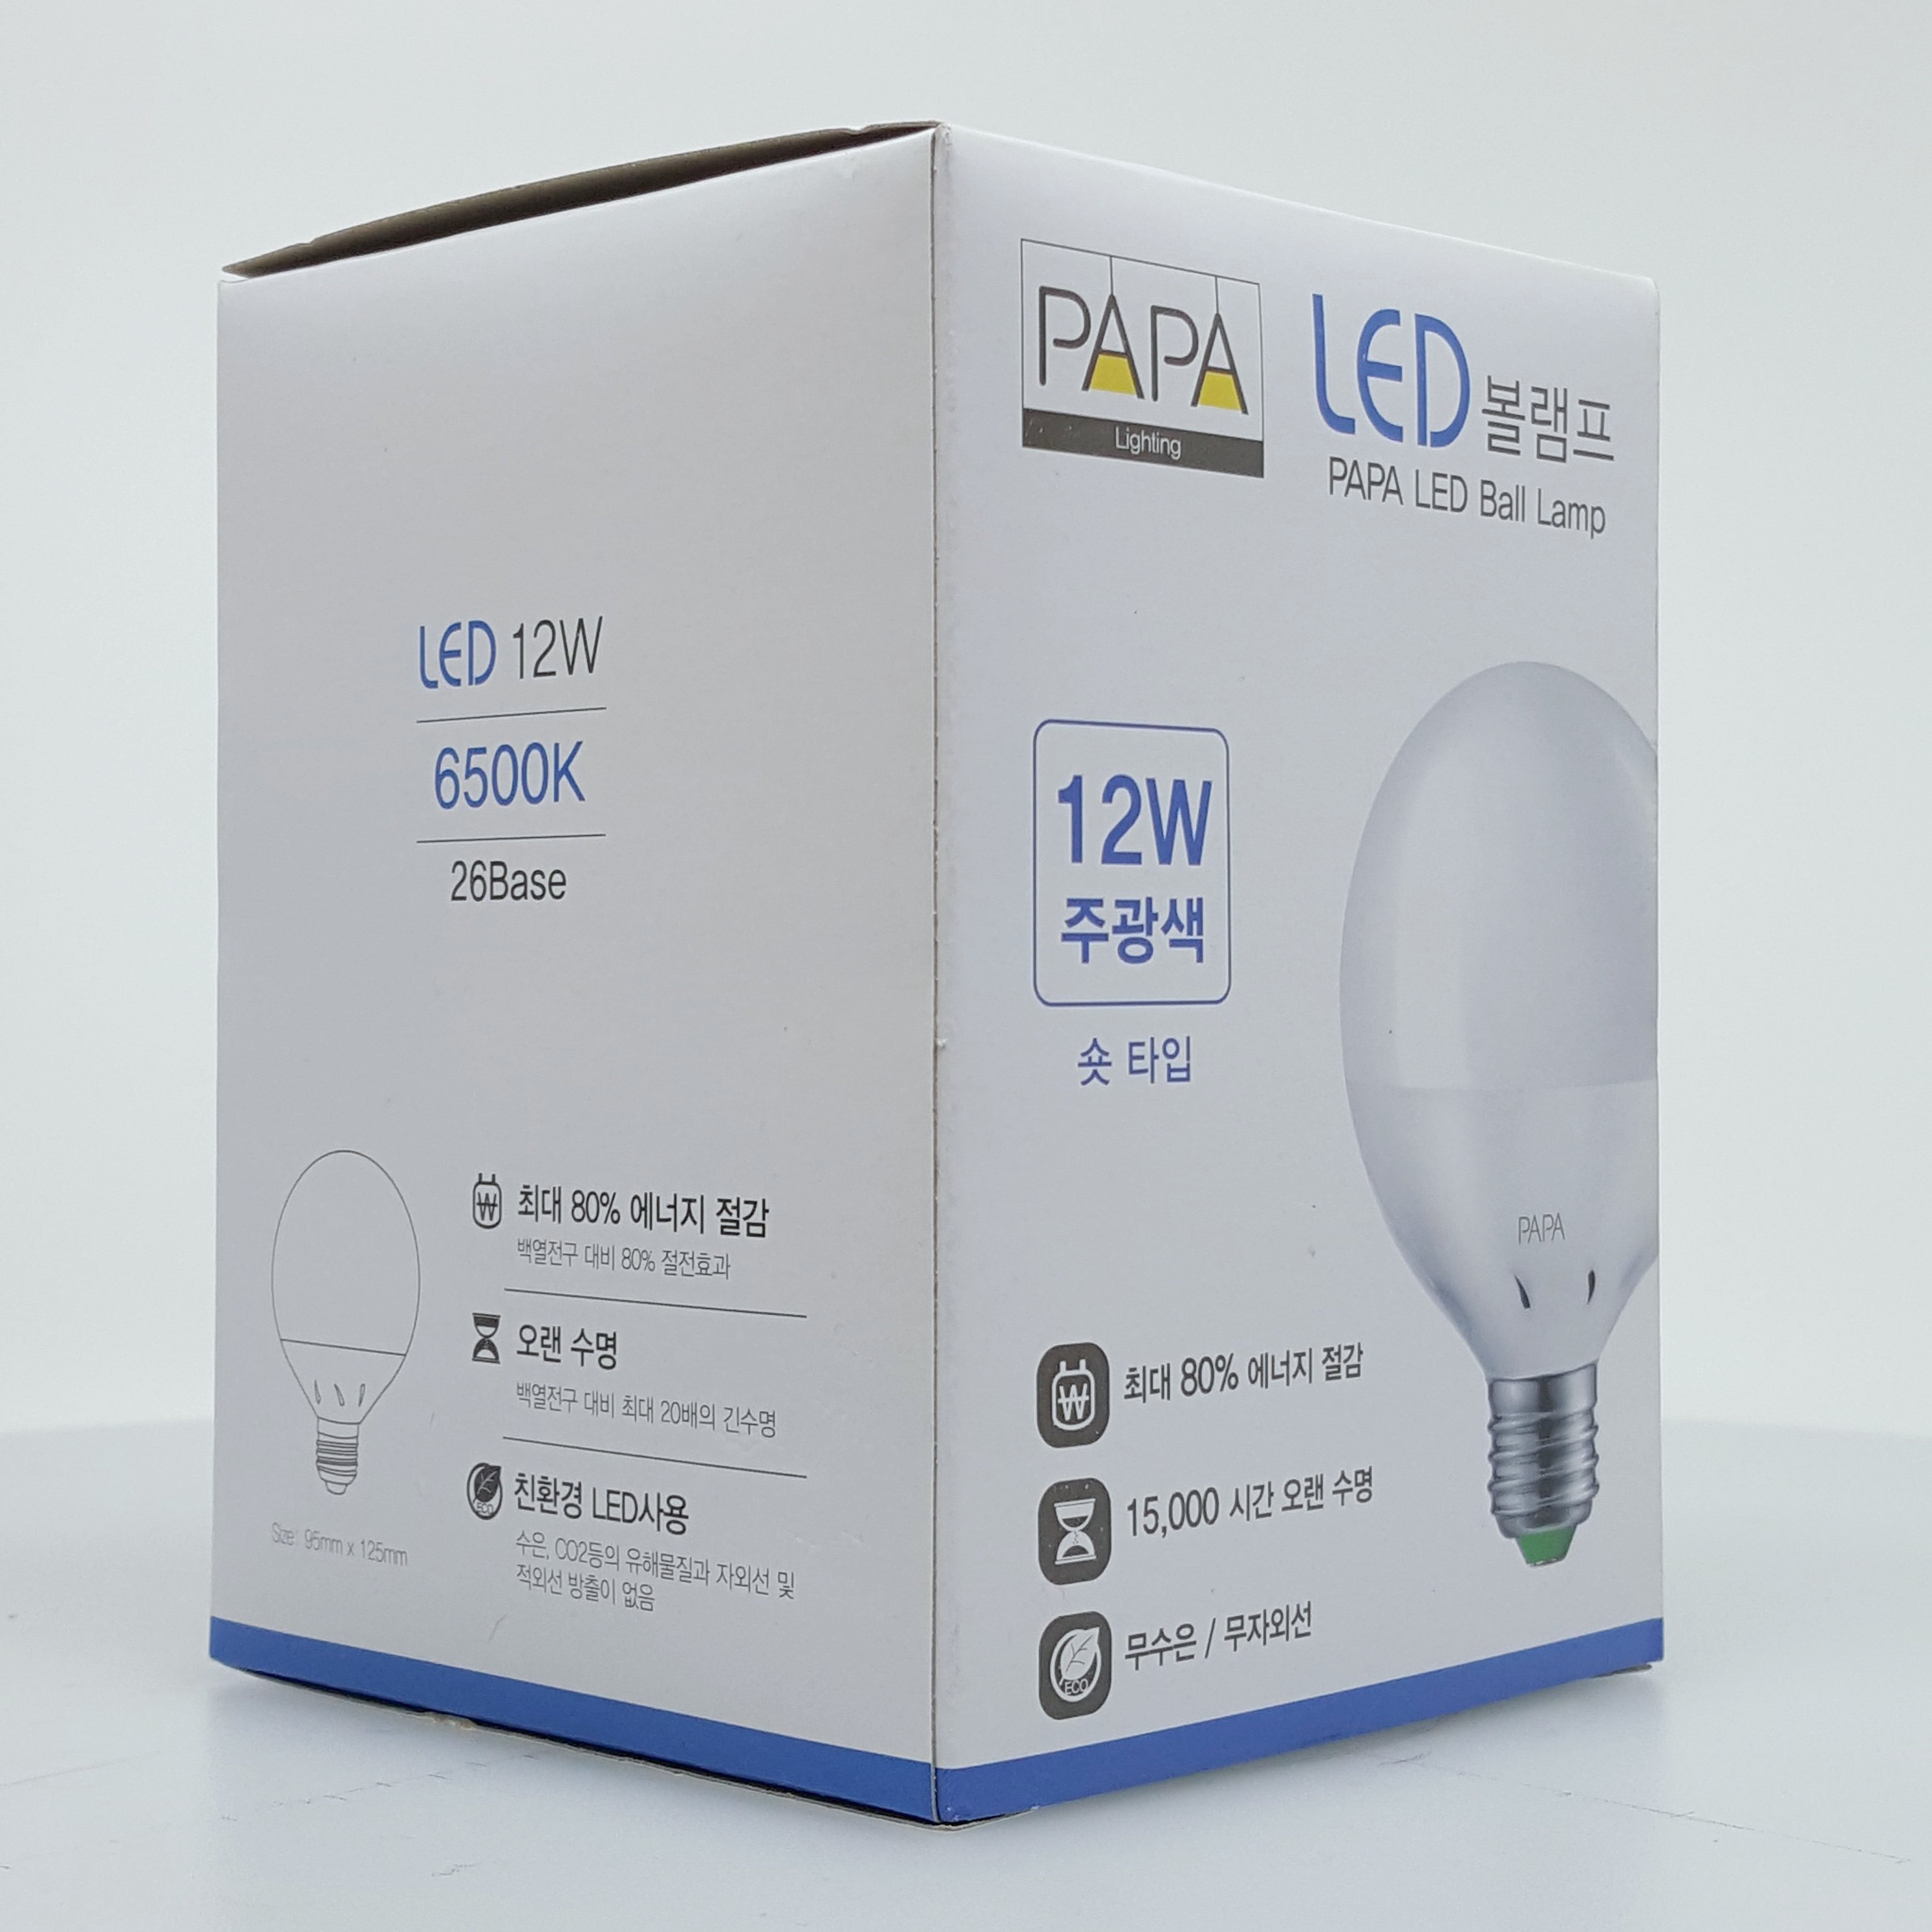 LED 12W
6500K
26Base
최대 80% 에너지 절감
백열전구 대비 80% 절전효과
오랜 수명
백열전구 대비 최대 20배의 긴수명
ECO
친환경 LED사용
수은, CO2등의 유해물질과 자외선 및
적외선 방출이 없음
Size: 95mm x 125mm
PAPA
Lighting
LED 볼램프
PAPA LED Ball Lamp
12W
주광색
숏 타입
PAPA
최대 80% 에너지 절감
15,000 시간 오랜 수명
ECO
무수은 / 무자외선